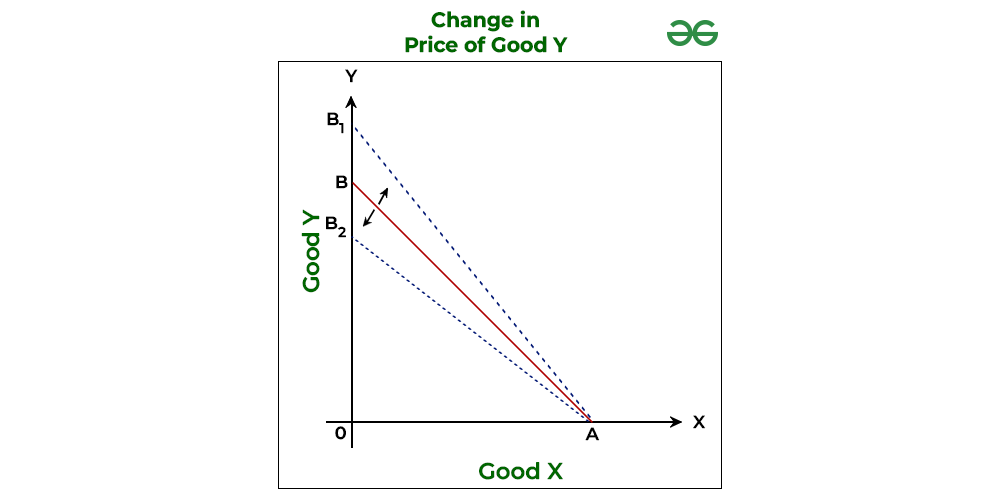 Change in
Price of Good Y
Y
B1
B
B2
Good Y
0
A
X
Good X